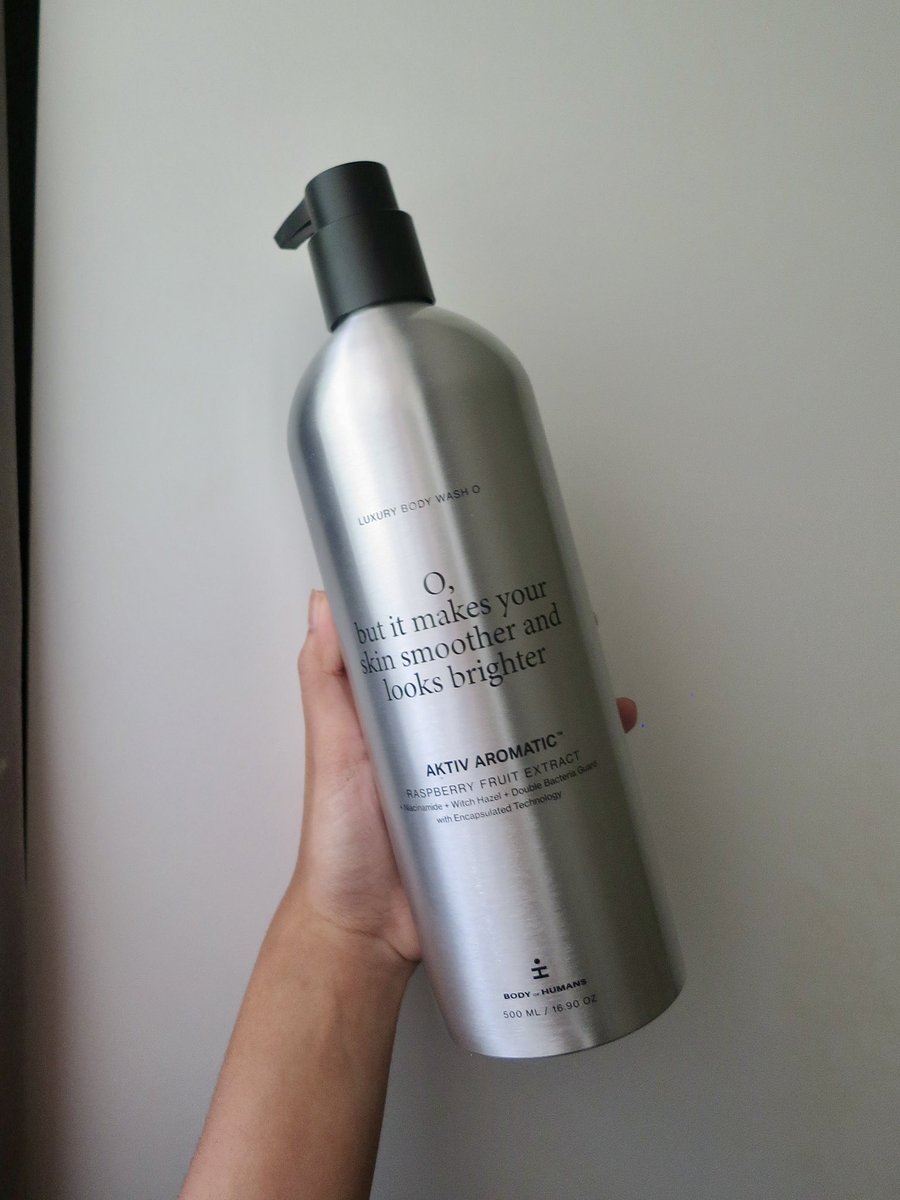 LUXURY BODY WASH O
O,
but it makes your
skin smoother and
looks brighter
AKTIV AROMATIC™
RASPBERRY FRUIT EXTRACT
+ Niacinamide + Witch Hazel + Double Bacteria Guard
with Encapsulated Technology
BODY OF HUMANS
500 ML / 16.90 OZ